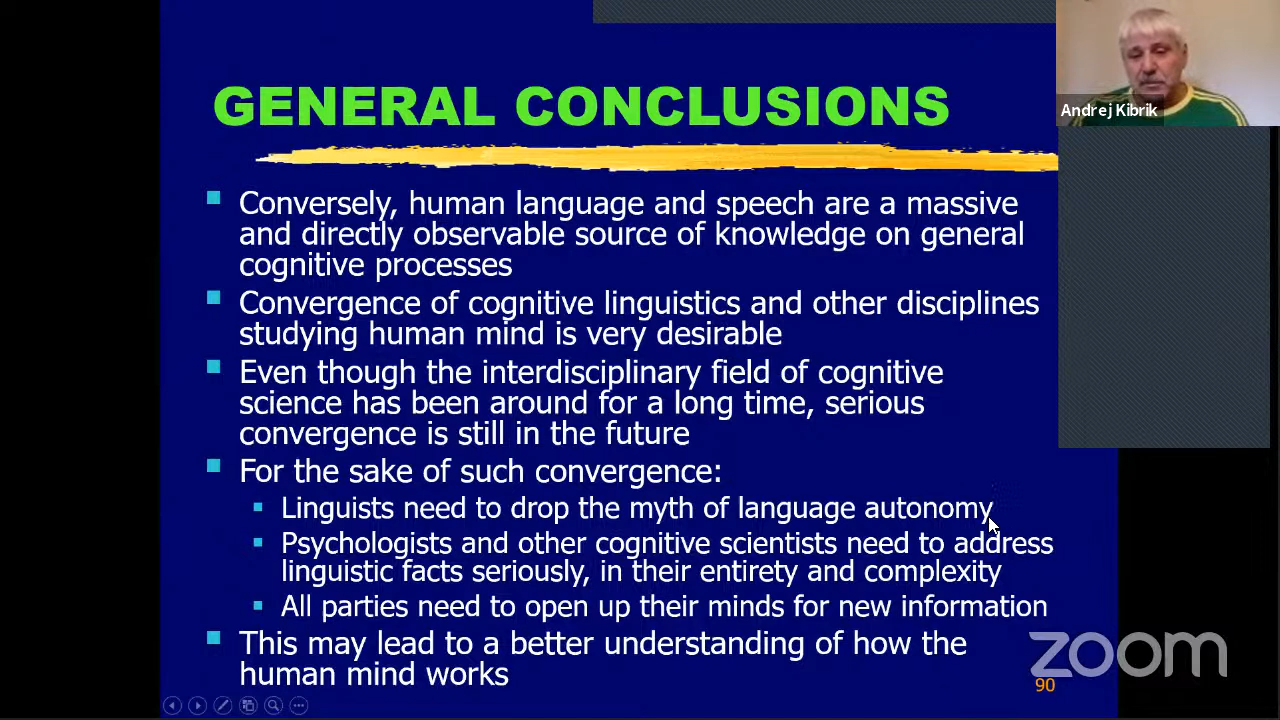 GENERAL CONCLUSIONS
Andrej Kibrik
Conversely, human language and speech are a massive
and directly observable source of knowledge on general
cognitive processes
Convergence of cognitive linguistics and other disciplines
studying human mind is very desirable
Even though the interdisciplinary field of cognitive
science has been around for a long time, serious
convergence is still in the future
For the sake of such convergence:
Linguists need to drop the myth of language autonomy
Psychologists and other cognitive scientists need to address
linguistic facts seriously, in their entirety and complexity
All parties need to open up their minds for new information
This may lead to a better understanding of how the
human mind works
zoom
90